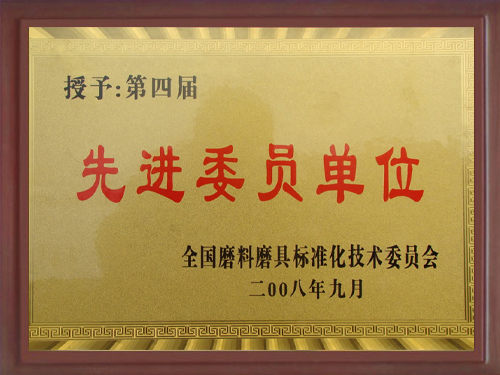 授予:第四届
先进委员单位
全国磨料磨具标准化技术委员会
二00八年九月